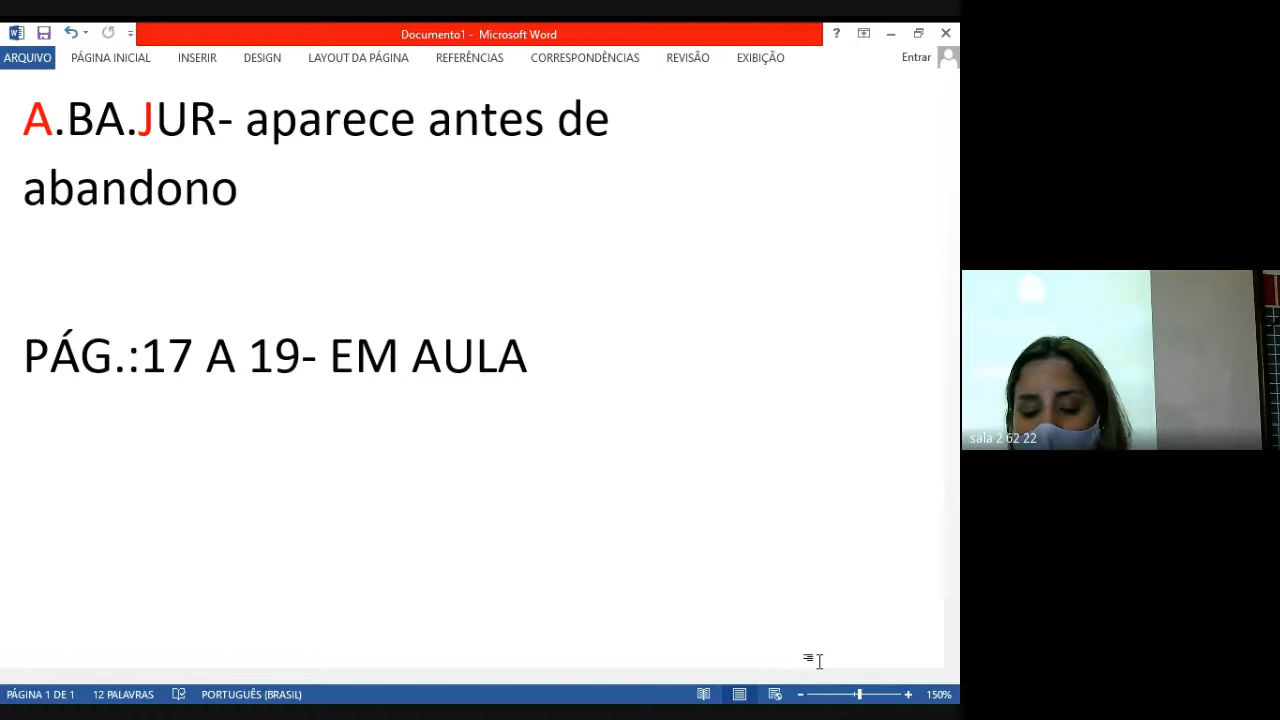 Documento1 - Microsoft Word
?
ARQUIVO PÁGINA INICIAL INSERIR DESIGN LAYOUT DA PÁGINA REFERÊNCIAS CORRESPONDÊNCIAS REVISÃO EXIBIÇÃO Entrar
A.BA.JUR- aparece antes de
abandono
PÁG.:17 A 19- EM AULA
sala 2 62 22
PÁGINA 1 DE 1 12 PALAVRAS PORTUGUÊS (BRASIL) 150%